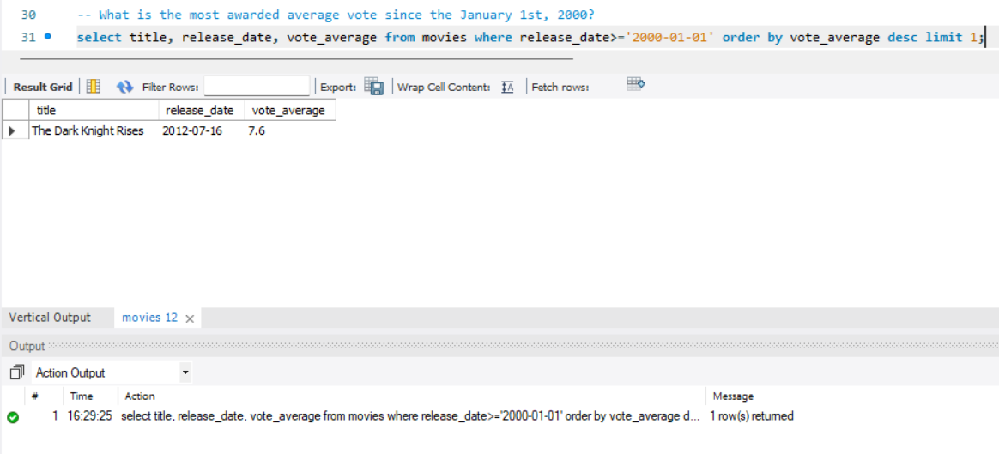 30 -- What is the most awarded average vote since the January 1st, 2000?
31 select title, release_date, vote_average from movies where release_date>='2000-01-01' order by vote_average desc limit 1;
Result Grid Filter Rows: Export: Wrap Cell Content: Fetch rows:
title release_date vote_average
The Dark Knight Rises 2012-07-16 7.6
Vertical Output movies 12
Output
Action Output
# Time Action Message
1 16:29:25 select title, release_date, vote_average from movies where release_date>='2000-01-01' order by vote_average d... 1 row(s) returned